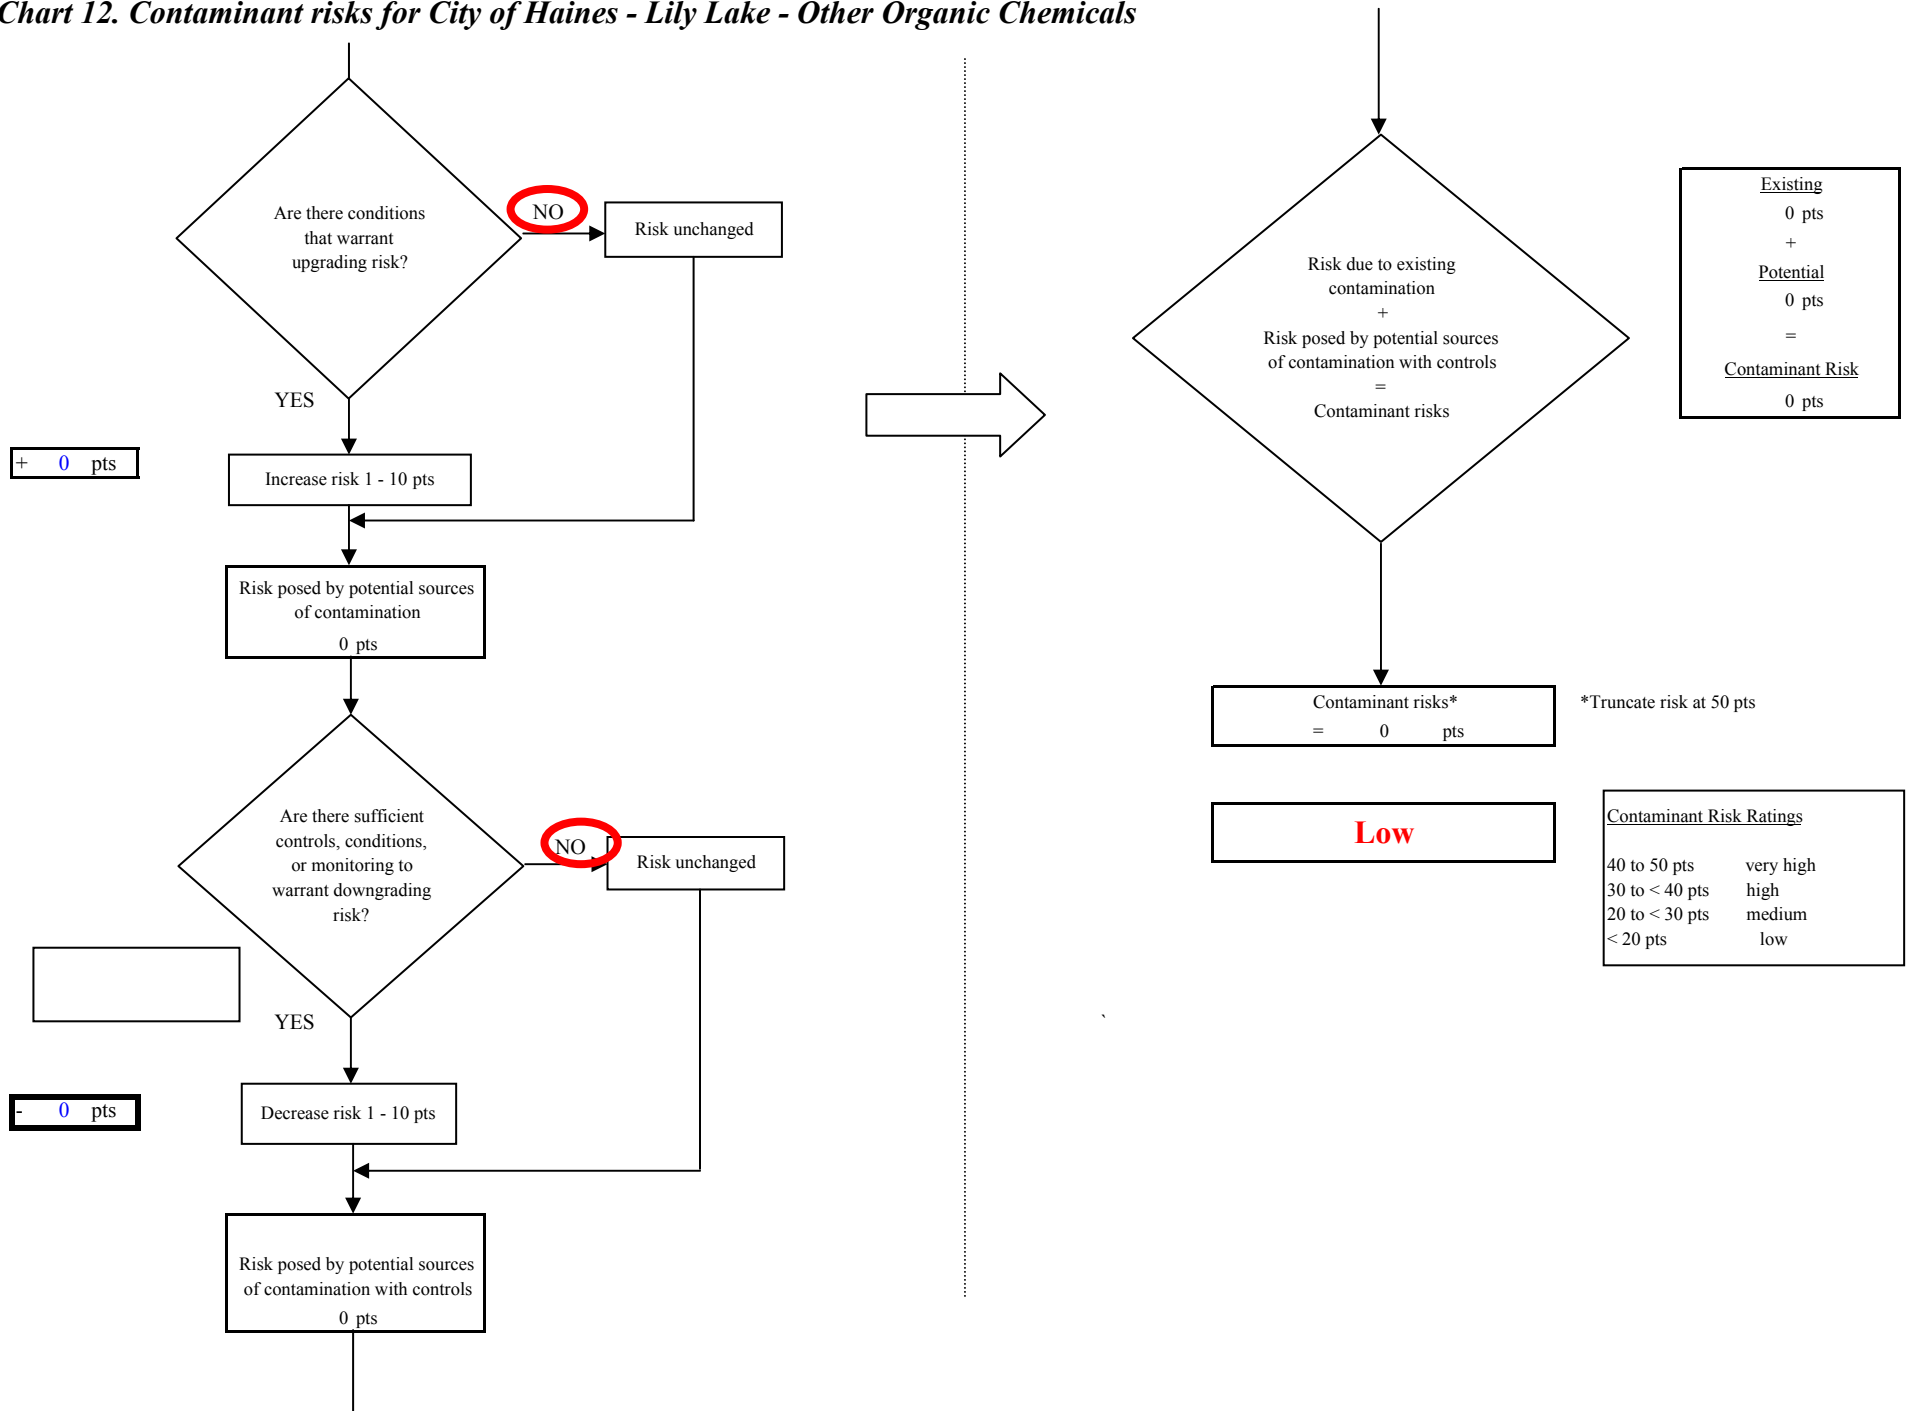 Chart 12. Contaminant risks for City of Haines - Lily Lake - Other Organic Chemicals
Are there conditions
that warrant
upgrading risk?
NO
Risk unchanged
YES
+ 0 pts
Increase risk 1 - 10 pts
Risk posed by potential sources
of contamination
0 pts
Are there sufficient
controls, conditions,
or monitoring to
warrant downgrading
risk?
NO
Risk unchanged
YES
- 0 pts
Decrease risk 1 - 10 pts
Risk posed by potential sources
of contamination with controls
0 pts
Risk due to existing
contamination
+
Risk posed by potential sources
of contamination with controls
=
Contaminant risks
Existing
0 pts
+
Potential
0 pts
=
Contaminant Risk
0 pts
Contaminant risks*
= 0 pts
*Truncate risk at 50 pts
Low
Contaminant Risk Ratings
40 to 50 pts very high
30 to < 40 pts high
20 to < 30 pts medium
< 20 pts low
`